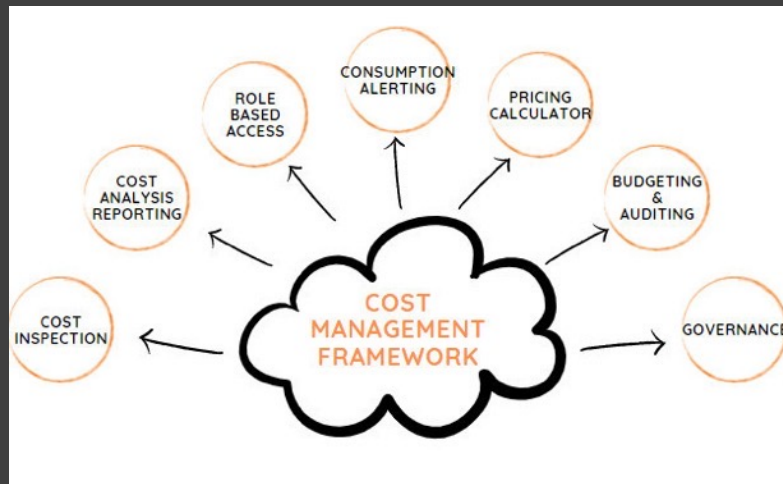 CONSUMPTION
ALERTING
ROLE
BASED
ACCESS
PRICING
CALCULATOR
COST
ANALYSIS
REPORTING
BUDGETING
&
AUDITING
COST
INSPECTION
COST
MANAGEMENT
FRAMEWORK
GOVERNANCE